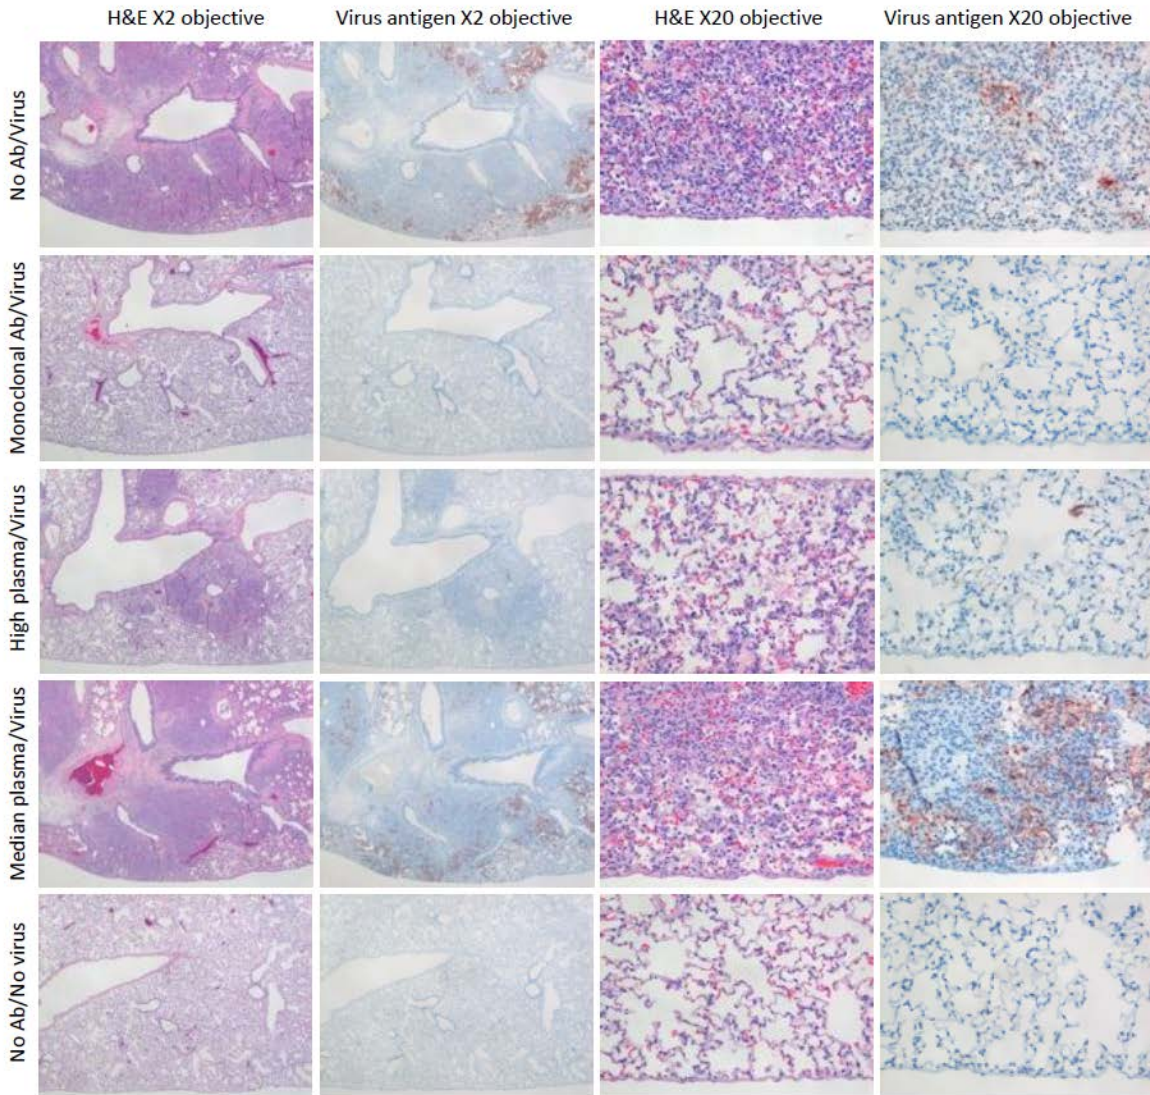 H&E X2 objective
Virus antigen X2 objective
H&E X20 objective
Virus antigen X20 objective
No Ab/Virus
Monoclonal Ab/Virus
High plasma/Virus
Median plasma/Virus
No Ab/No virus